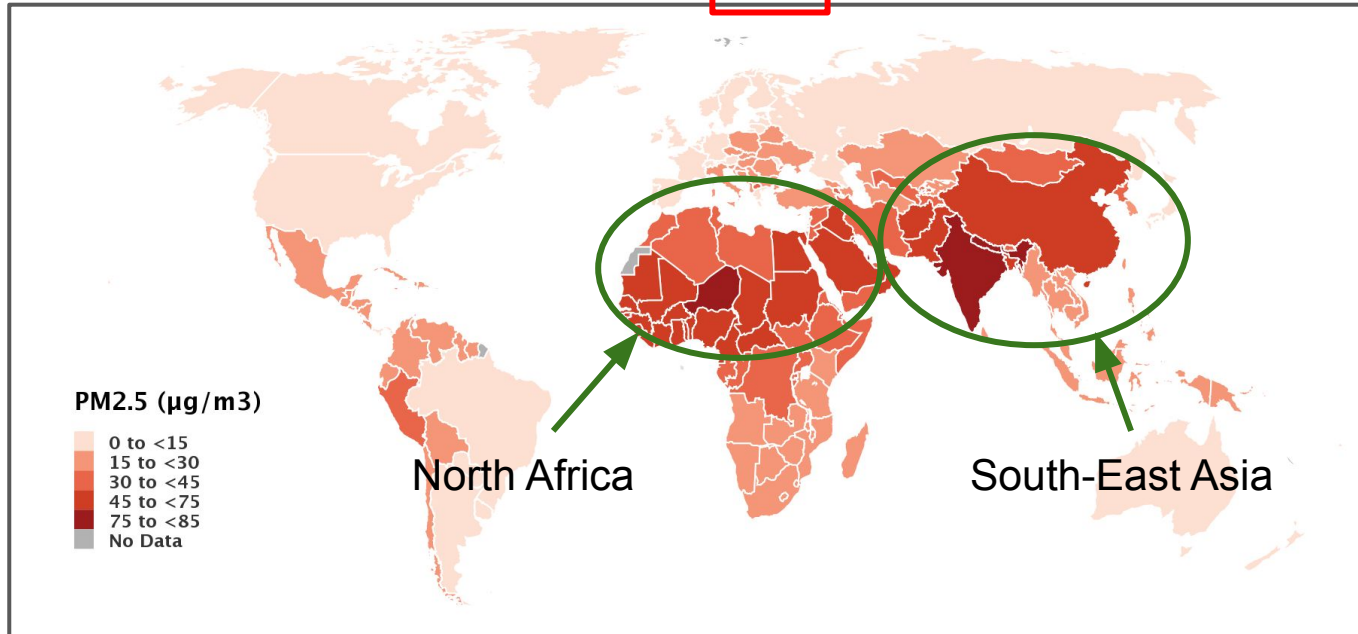 PM2.5 (µg/m3)
0 to <15
15 to <30
30 to <45
45 to <75
75 to <85
No Data
North Africa
South-East Asia